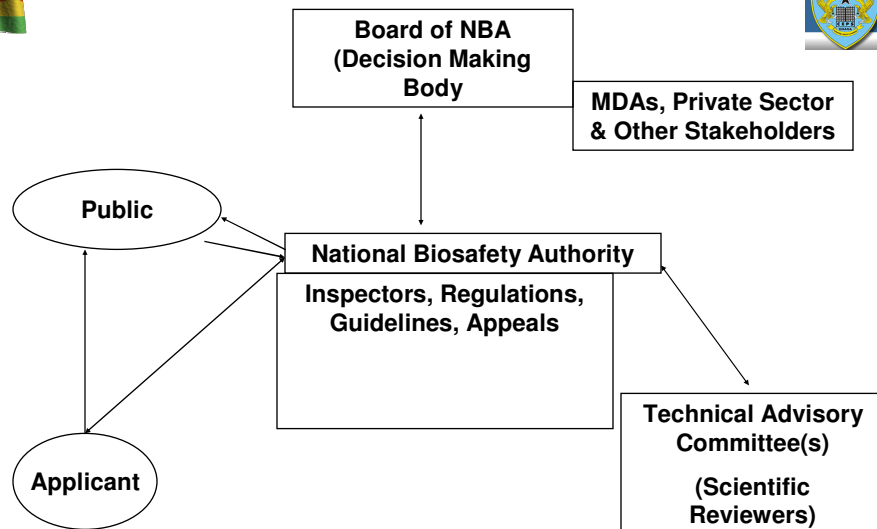 Board of NBA
(Decision Making
Body
MDAs, Private Sector
& Other Stakeholders
Public
National Biosafety Authority
Inspectors, Regulations,
Guidelines, Appeals
Technical Advisory
Committee(s)
(Scientific
Reviewers)
Applicant